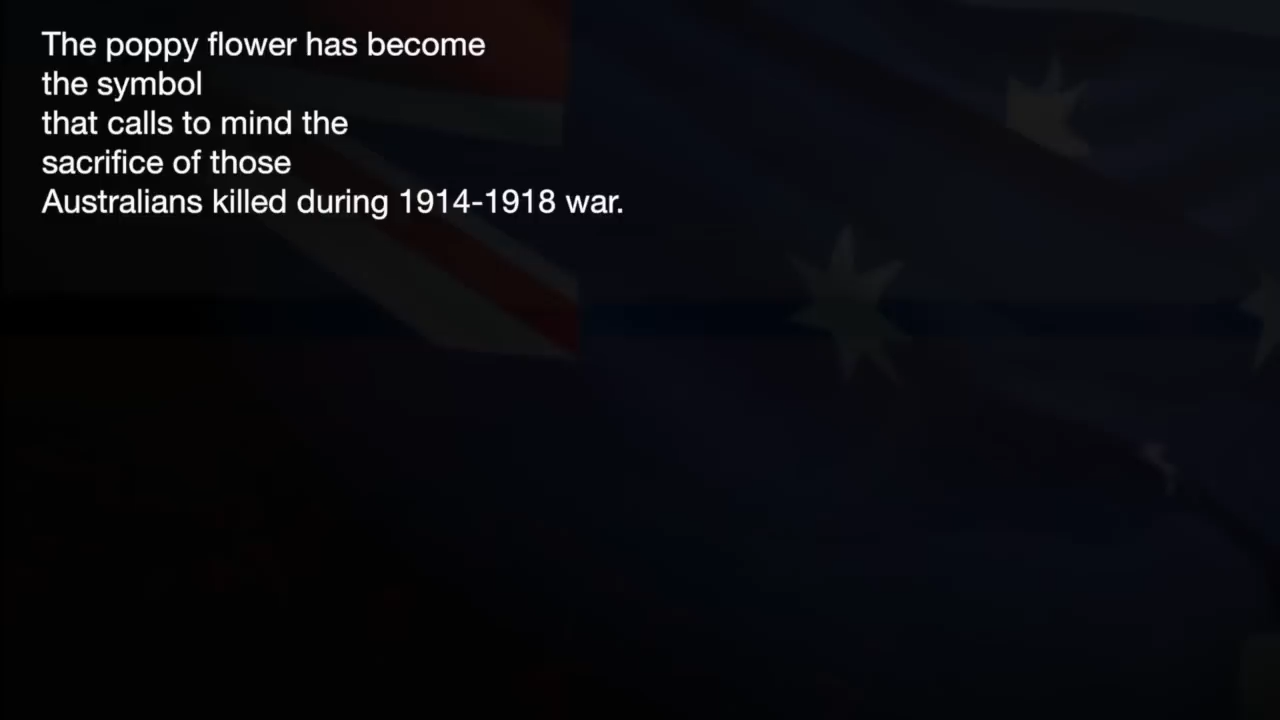 The poppy flower has become
the symbol
that calls to mind the
sacrifice of those
Australians killed during 1914-1918 war.